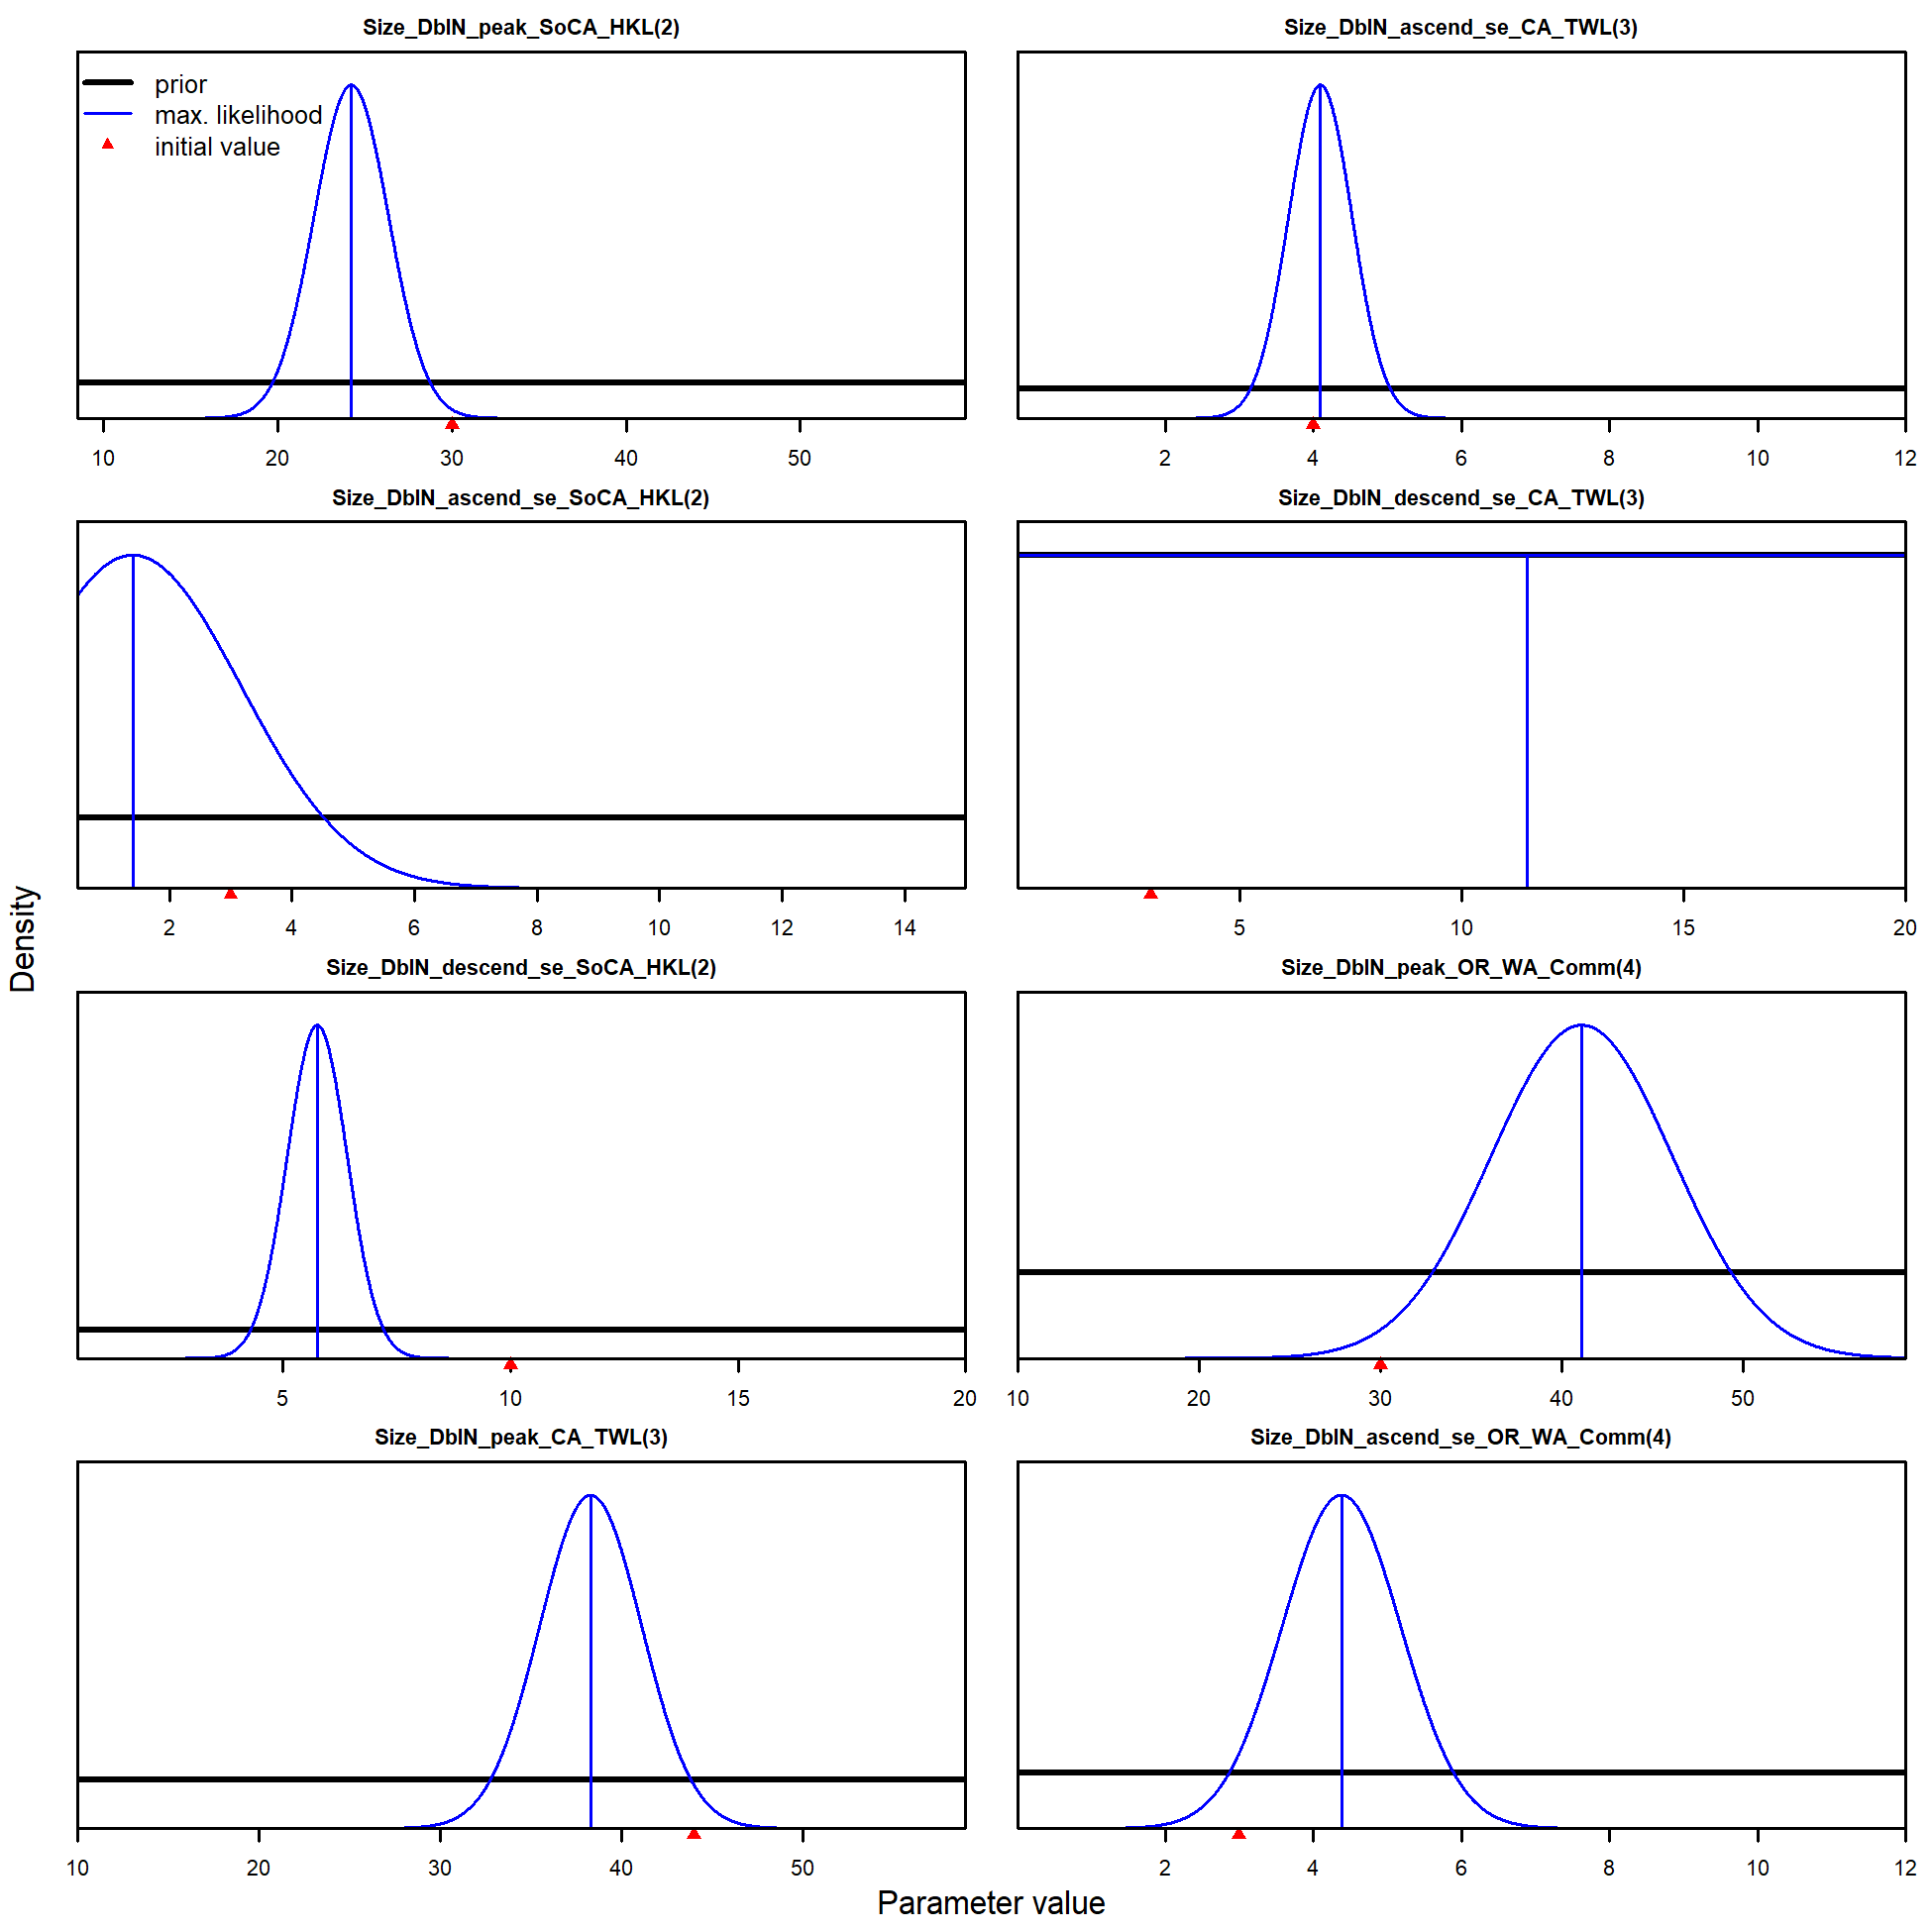 Size_DblN_peak_SoCA_HKL(2)
prior
max. likelihood
initial value
10 20 30 40 50
Size_DblN_ascend_se_CA_TWL(3)
2 4 6 8 10 12
Size_DblN_ascend_se_SoCA_HKL(2)
2 4 6 8 10 12 14
Size_DblN_descend_se_CA_TWL(3)
5 10 15 20
Size_DblN_descend_se_SoCA_HKL(2)
5 10 15 20
Size_DblN_peak_OR_WA_Comm(4)
10 20 30 40 50
Size_DblN_peak_CA_TWL(3)
10 20 30 40 50
Size_DblN_ascend_se_OR_WA_Comm(4)
2 4 6 8 10 12
Density
Parameter value